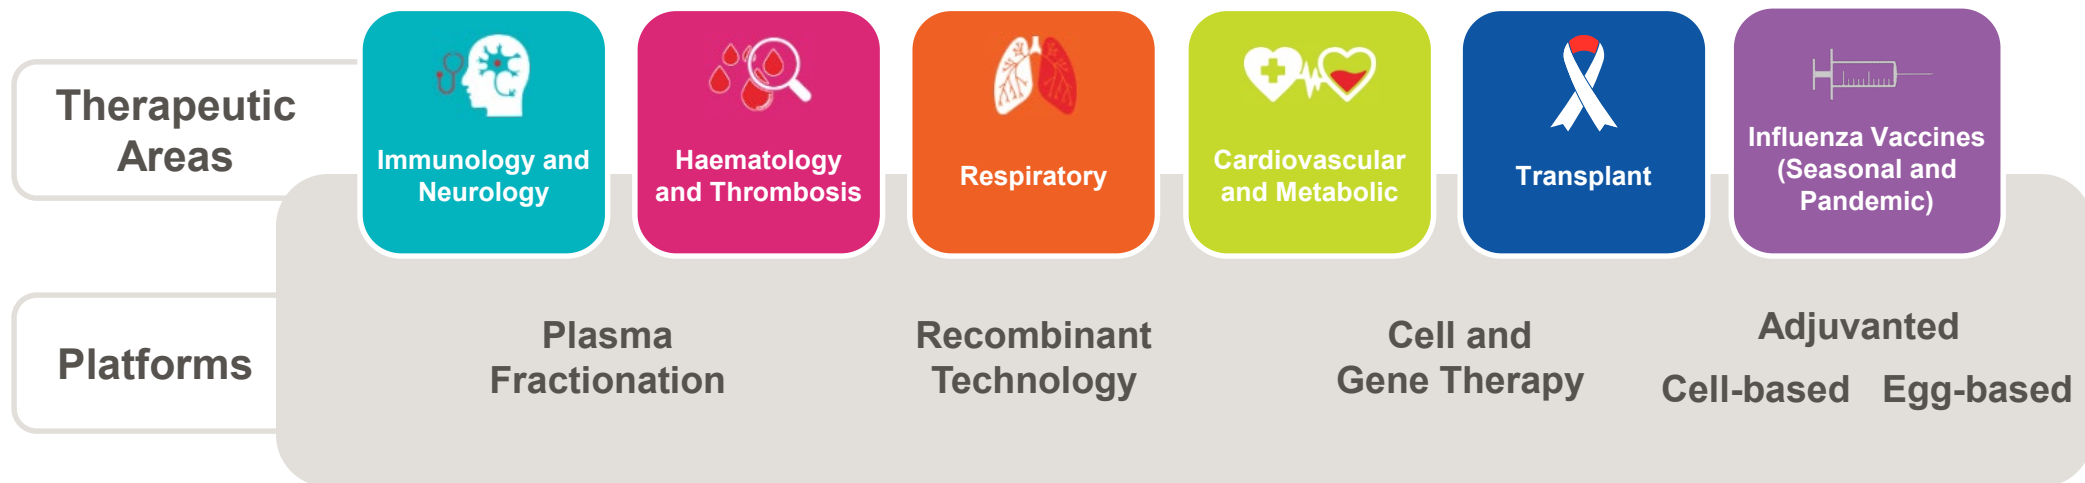 Therapeutic
Areas
Immunology and
Neurology
Haematology
and Thrombosis
Respiratory
Cardiovascular
and Metabolic
Transplant
Influenza Vaccines
(Seasonal and
Pandemic)
Platforms
Plasma
Fractionation
Recombinant
Technology
Cell and
Gene Therapy
Adjuvanted
Cell-based Egg-based